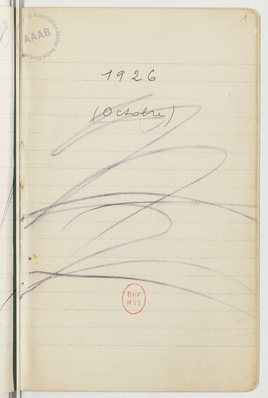 1
AAAB
1926
(Octobre)
BnF
MSS